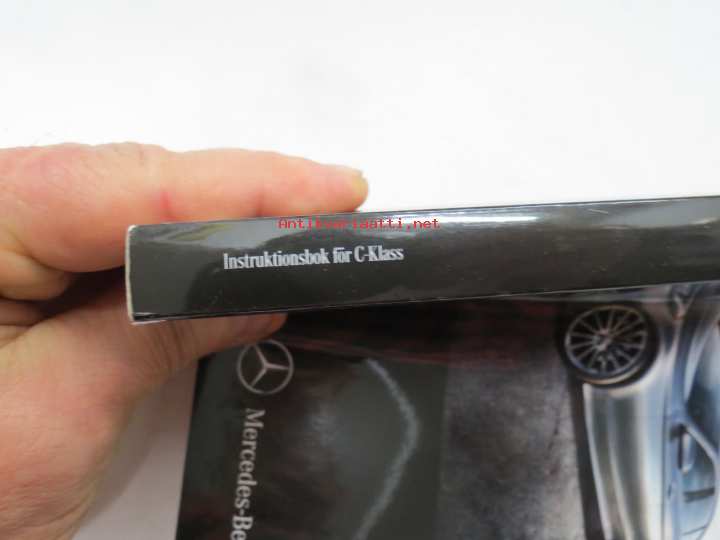 Antikvariaatti.net
Instruktionsbok för C-Klass
Mercedes-Be